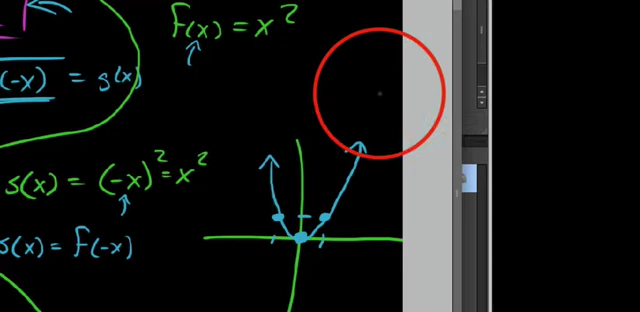 f(x) = x²
(-x) = s(x)
s(x) = (-x)² = x²
s(x) = f(-x)